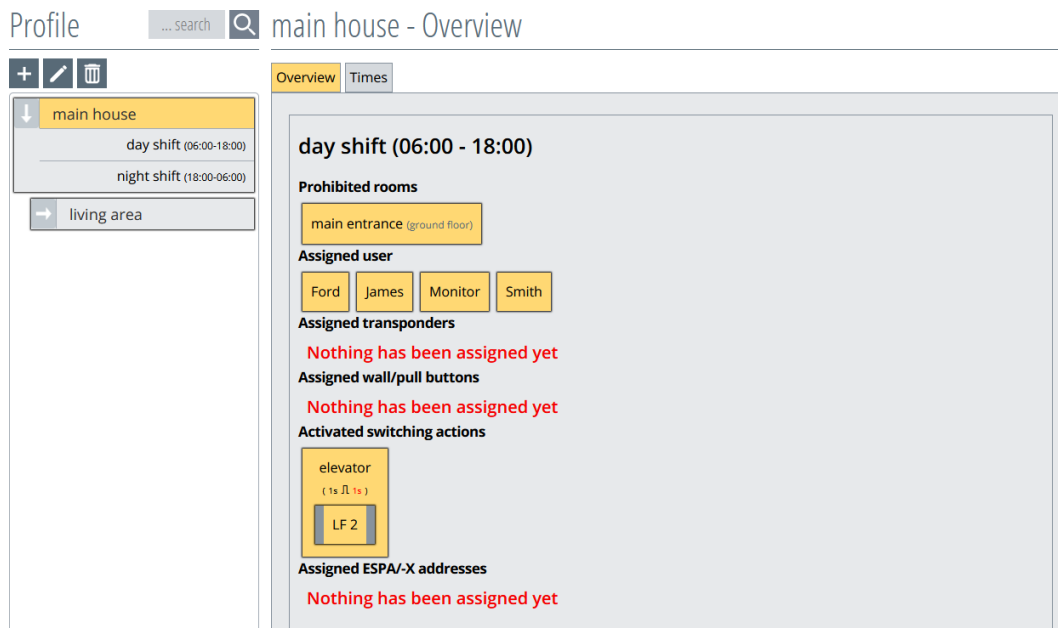 Profile
... search
main house - Overview
Overview
Times
main house
day shift (06:00-18:00)
night shift (18:00-06:00)
living area
day shift (06:00 - 18:00)
Prohibited rooms
main entrance (ground floor)
Assigned user
Ford
James
Monitor
Smith
Assigned transponders
Nothing has been assigned yet
Assigned wall/pull buttons
Nothing has been assigned yet
Activated switching actions
elevator
( 1s ⎍ 1s )
LF 2
Assigned ESPA/-X addresses
Nothing has been assigned yet